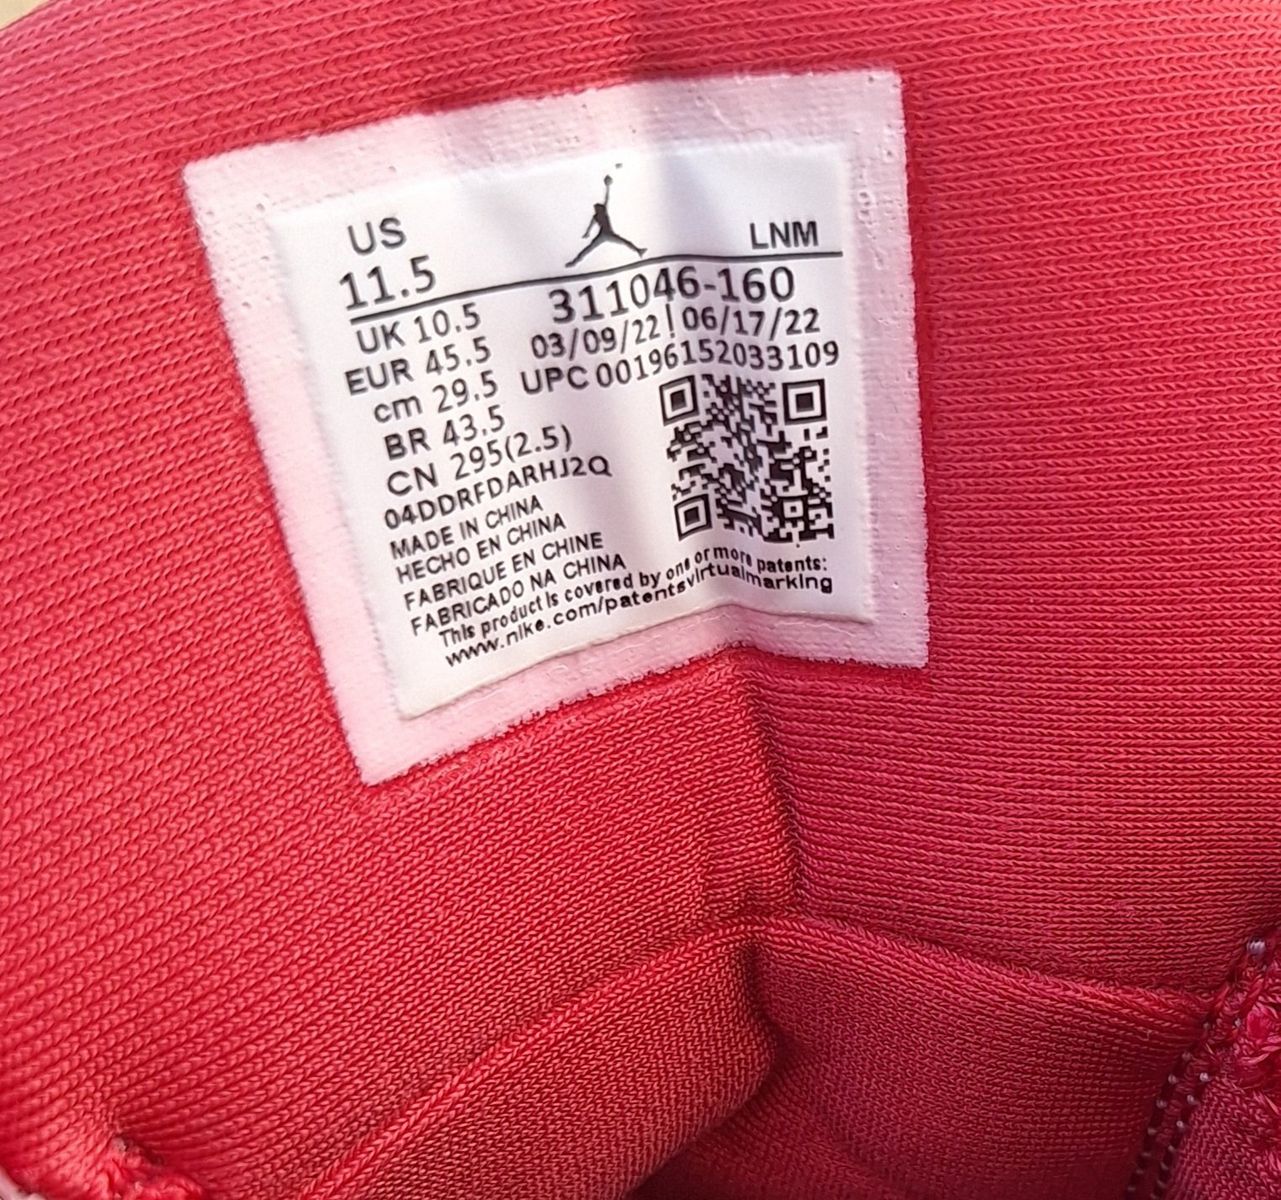 US LNM
11.5
UK 10.5 311046-160
EUR 45.5 03/09/22 | 06/17/22
cm 29.5 UPC 00196152033109
BR 43.5
CN 295(2.5)
04DDRFDARHJ2Q
MADE IN CHINA
HECHO EN CHINA
FABRIQUE EN CHINE
FABRICADO NA CHINA
This product is covered by one or more patents:
www.nike.com/patentsvirtualmarking